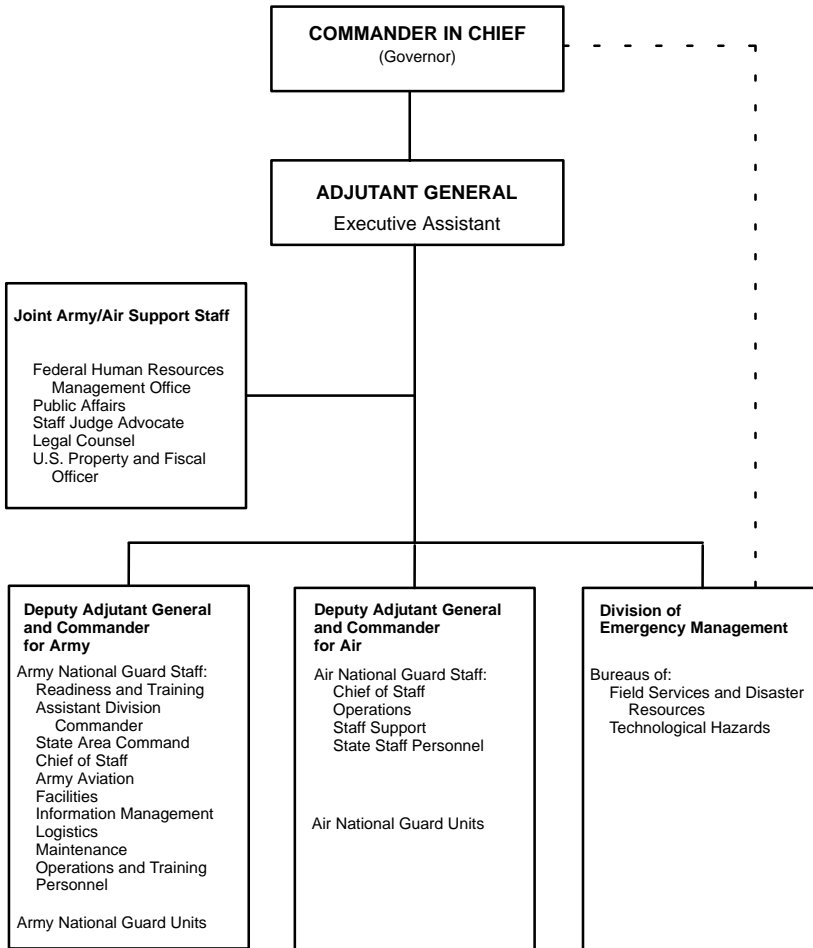 COMMANDER IN CHIEF
(Governor)
ADJUTANT GENERAL
Executive Assistant
Joint Army/Air Support Staff
Federal Human Resources
Management Office
Public Affairs
Staff Judge Advocate
Legal Counsel
U.S. Property and Fiscal
Officer
Deputy Adjutant General
and Commander
for Army
Army National Guard Staff:
Readiness and Training
Assistant Division
Commander
State Area Command
Chief of Staff
Army Aviation
Facilities
Information Management
Logistics
Maintenance
Operations and Training
Personnel
Army National Guard Units
Deputy Adjutant General
and Commander
for Air
Air National Guard Staff:
Chief of Staff
Operations
Staff Support
State Staff Personnel
Air National Guard Units
Division of
Emergency Management
Bureaus of:
Field Services and Disaster
Resources
Technological Hazards